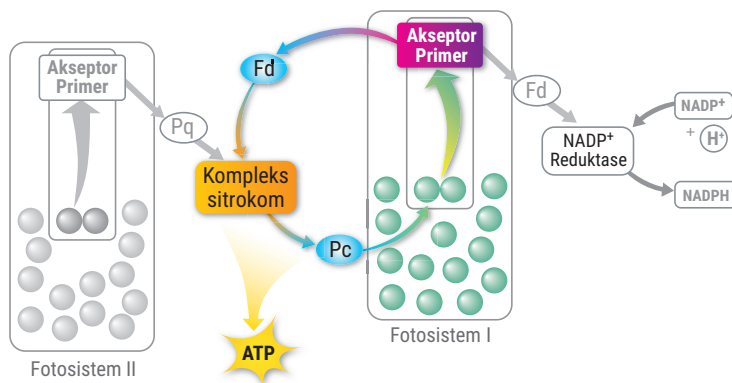 Akseptor
Primer
Pq
Fotosistem II
Fd
Kompleks
sitrokom
Pc
ATP
Akseptor
Primer
Fotosistem I
Fd
NADP+
Reduktase
NADP+
+ H+
NADPH